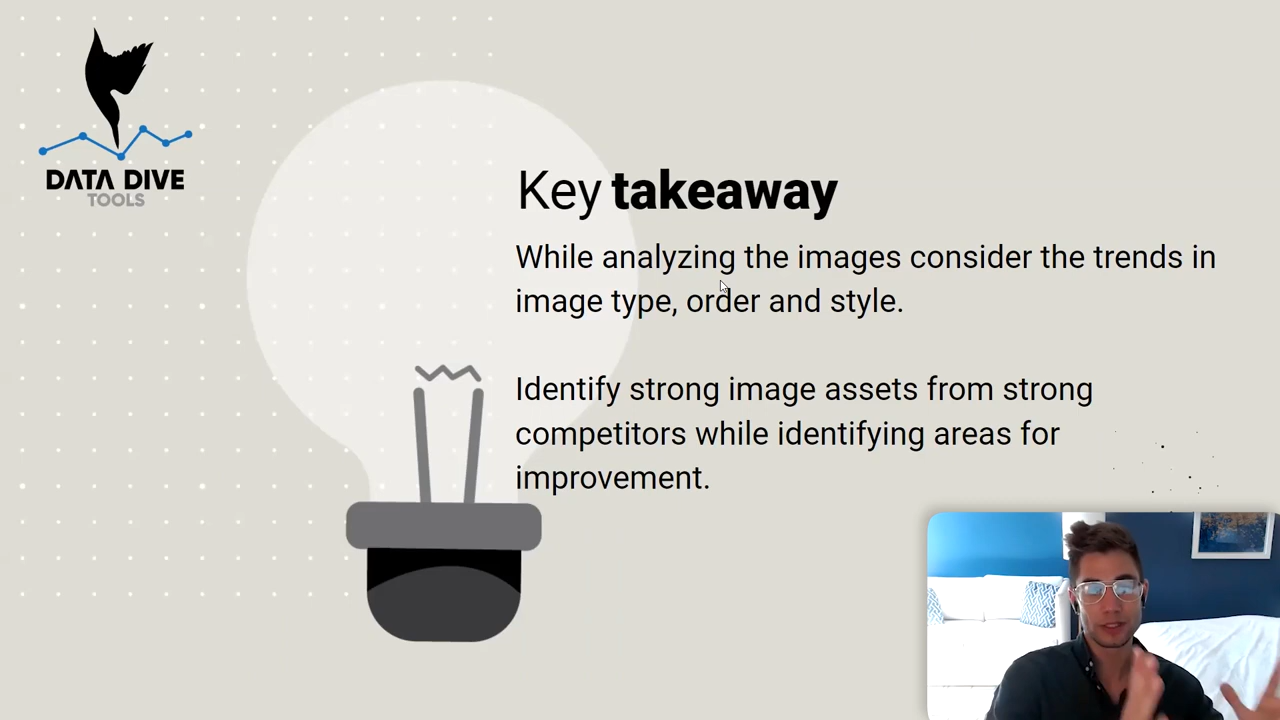 DATA DIVE
TOOLS
Key takeaway
While analyzing the images consider the trends in
image type, order and style.
Identify strong image assets from strong
competitors while identifying areas for
improvement.